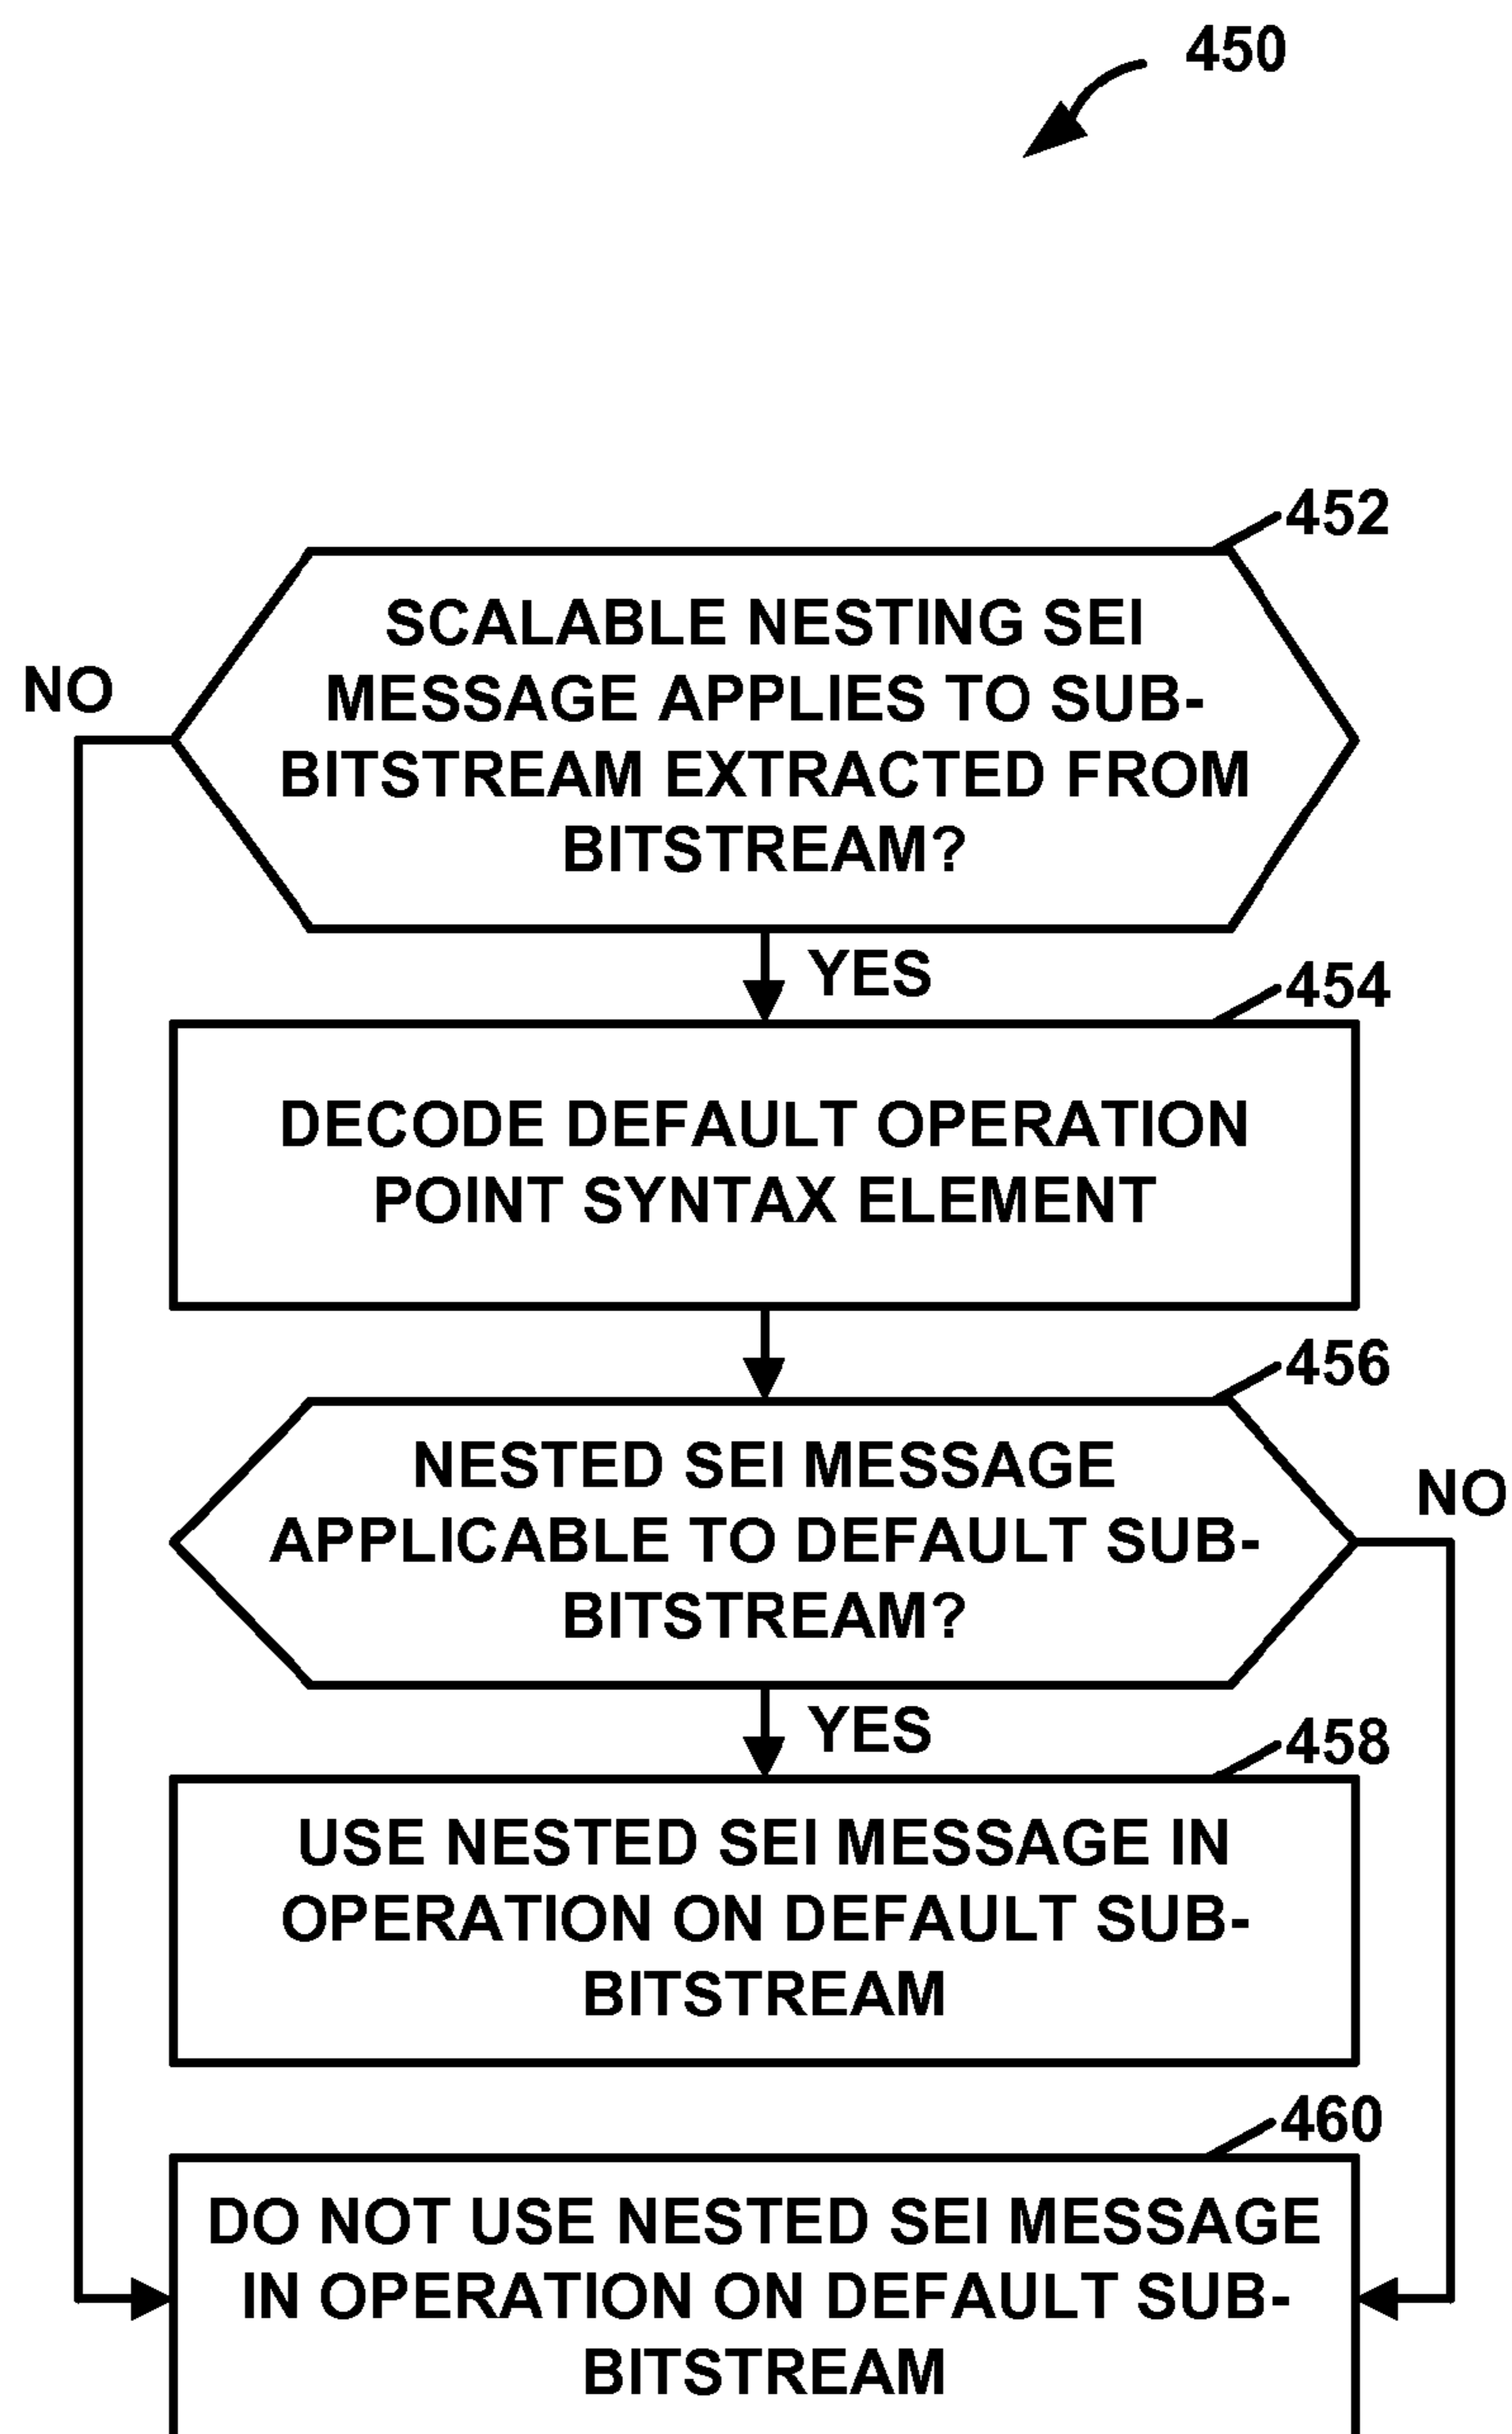 450
452
SCALABLE NESTING SEI
MESSAGE APPLIES TO SUB-
BITSTREAM EXTRACTED FROM
BITSTREAM?
NO
YES
454
DECODE DEFAULT OPERATION
POINT SYNTAX ELEMENT
456
NESTED SEI MESSAGE
APPLICABLE TO DEFAULT SUB-
BITSTREAM?
NO
YES
458
USE NESTED SEI MESSAGE IN
OPERATION ON DEFAULT SUB-
BITSTREAM
460
DO NOT USE NESTED SEI MESSAGE
IN OPERATION ON DEFAULT SUB-
BITSTREAM